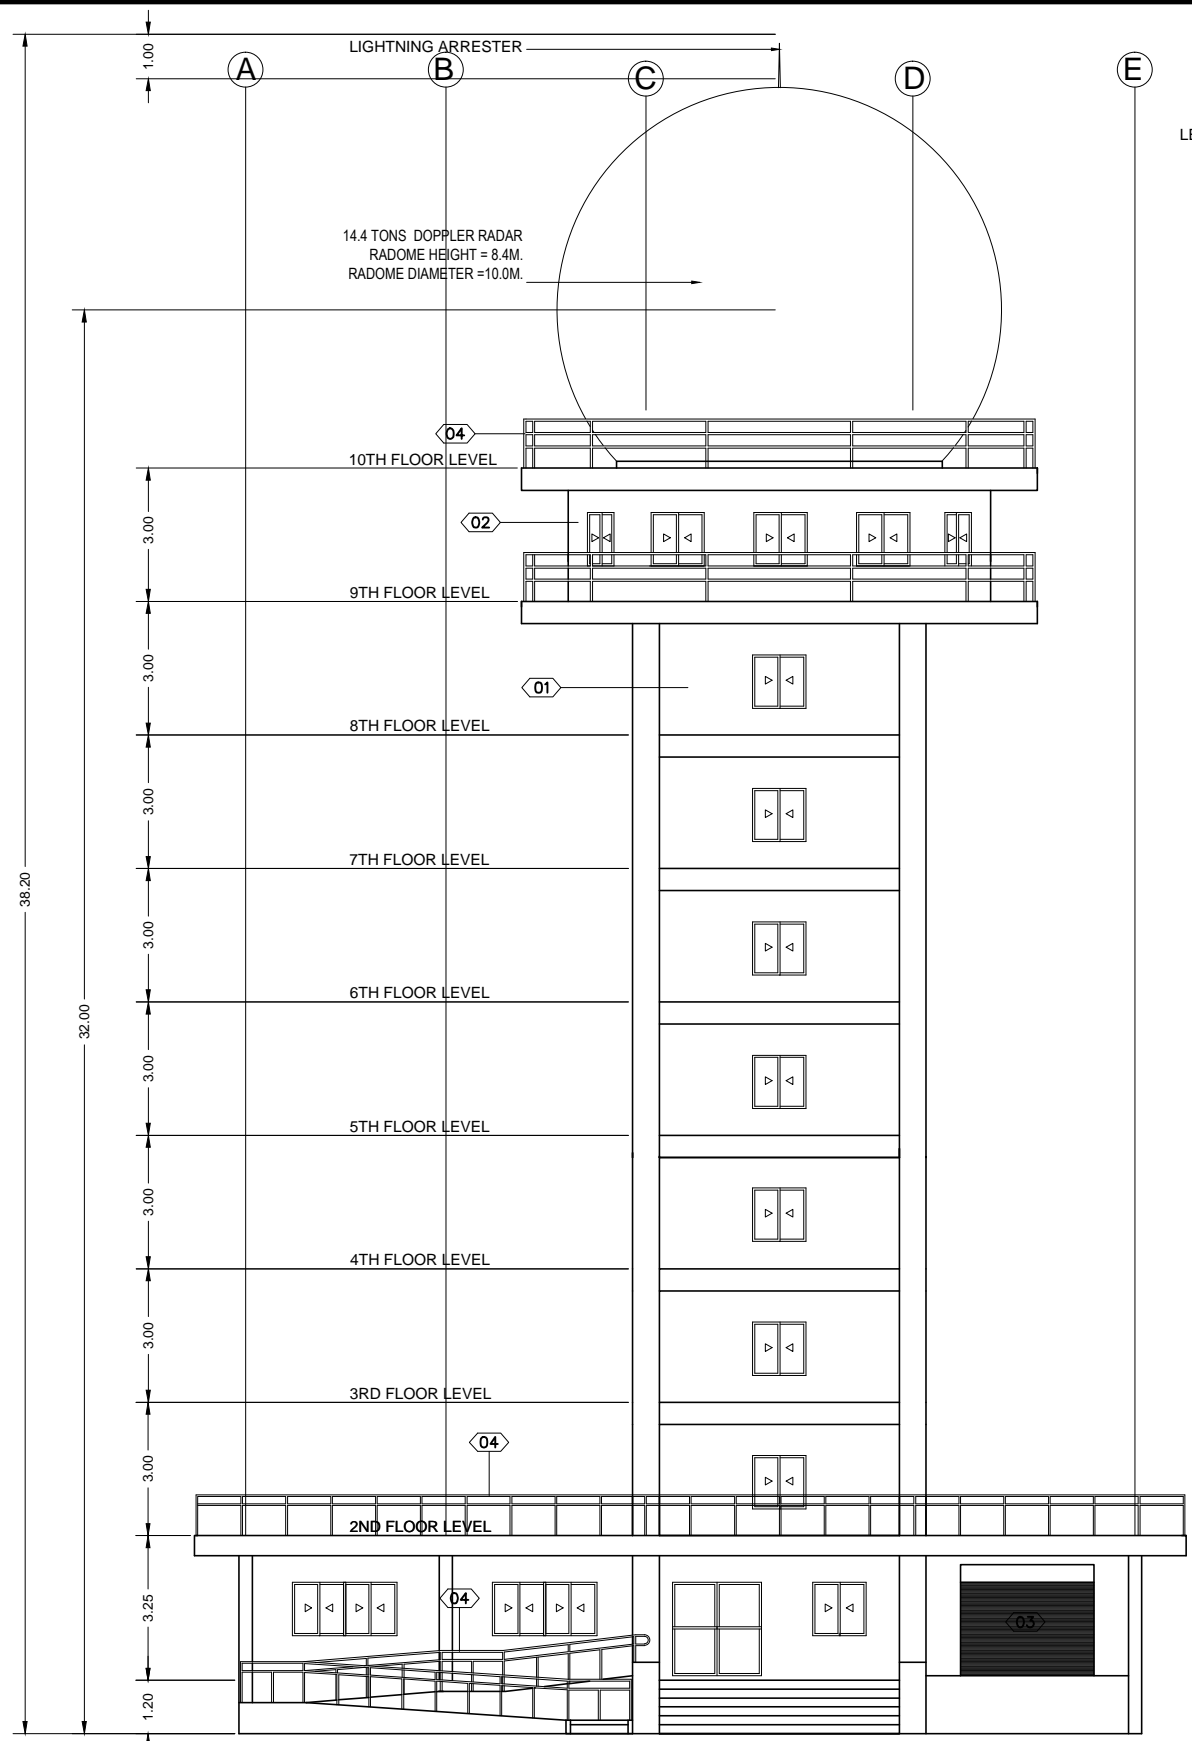 1.00
LIGHTNING ARRESTER
A
B
C
D
E
LE
14.4 TONS DOPPLER RADAR
RADOME HEIGHT = 8.4M.
RADOME DIAMETER =10.0M.
04
10TH FLOOR LEVEL
3.00
02
9TH FLOOR LEVEL
3.00
01
8TH FLOOR LEVEL
3.00
7TH FLOOR LEVEL
38.20
3.00
6TH FLOOR LEVEL
32.00
3.00
5TH FLOOR LEVEL
3.00
4TH FLOOR LEVEL
3.00
3RD FLOOR LEVEL
04
3.00
2ND FLOOR LEVEL
3.25
04
03
1.20